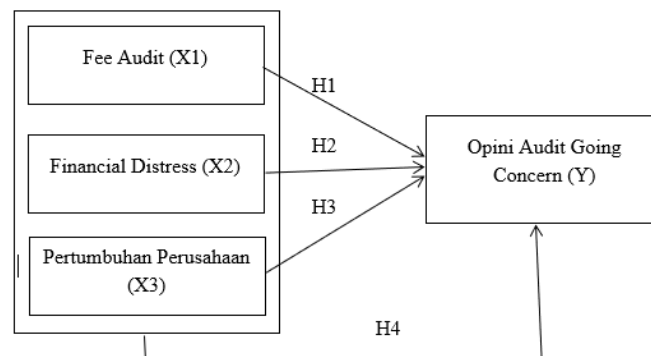 Fee Audit (X1)
H1
H2
Opini Audit Going
Concern (Y)
Financial Distress (X2)
H3
Pertumbuhan Perusahaan
(X3)
H4